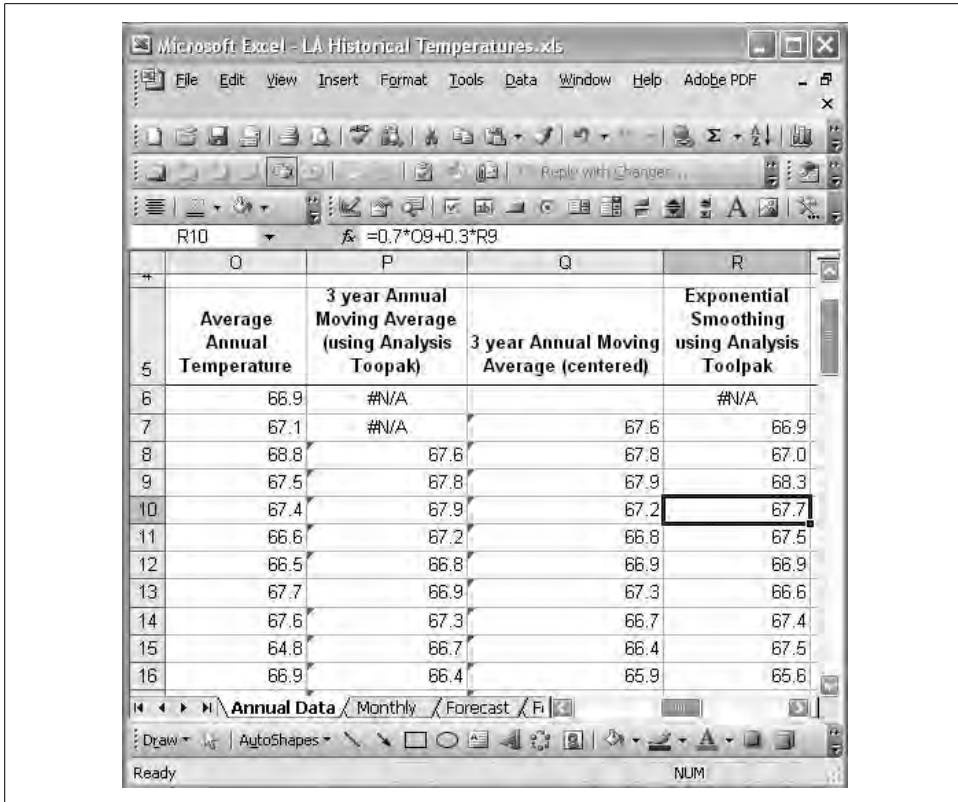 Microsoft Excel - LA Historical Temperatures.xls
File Edit View Insert Format Tools Data Window Help Adobe PDF
Reply with Changes...
R10 fx =0.7*O9+0.3*R9
O P Q R
4
5 Average Annual Temperature 3 year Annual Moving Average (using Analysis Toopak) 3 year Annual Moving Average (centered) Exponential Smoothing using Analysis Toolpak
6 66.9 #N/A #N/A
7 67.1 #N/A 67.6 66.9
8 68.8 67.6 67.8 67.0
9 67.5 67.8 67.9 68.3
10 67.4 67.9 67.2 67.7
11 66.6 67.2 66.8 67.5
12 66.5 66.8 66.9 66.9
13 67.7 66.9 67.3 66.6
14 67.6 67.3 66.7 67.4
15 64.8 66.7 66.4 67.5
16 66.9 66.4 65.9 65.6
Annual Data Monthly Forecast
Draw AutoShapes
Ready NUM